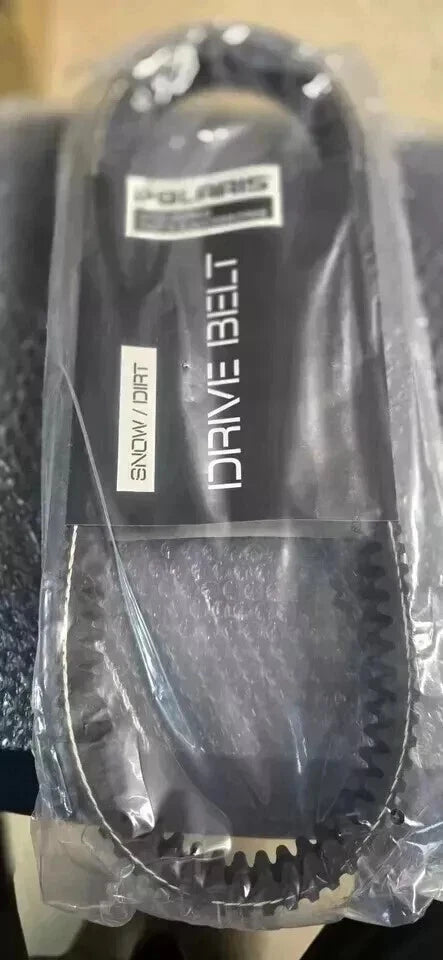 POLARIS
DRIVE BELT
SNOW / DIRT